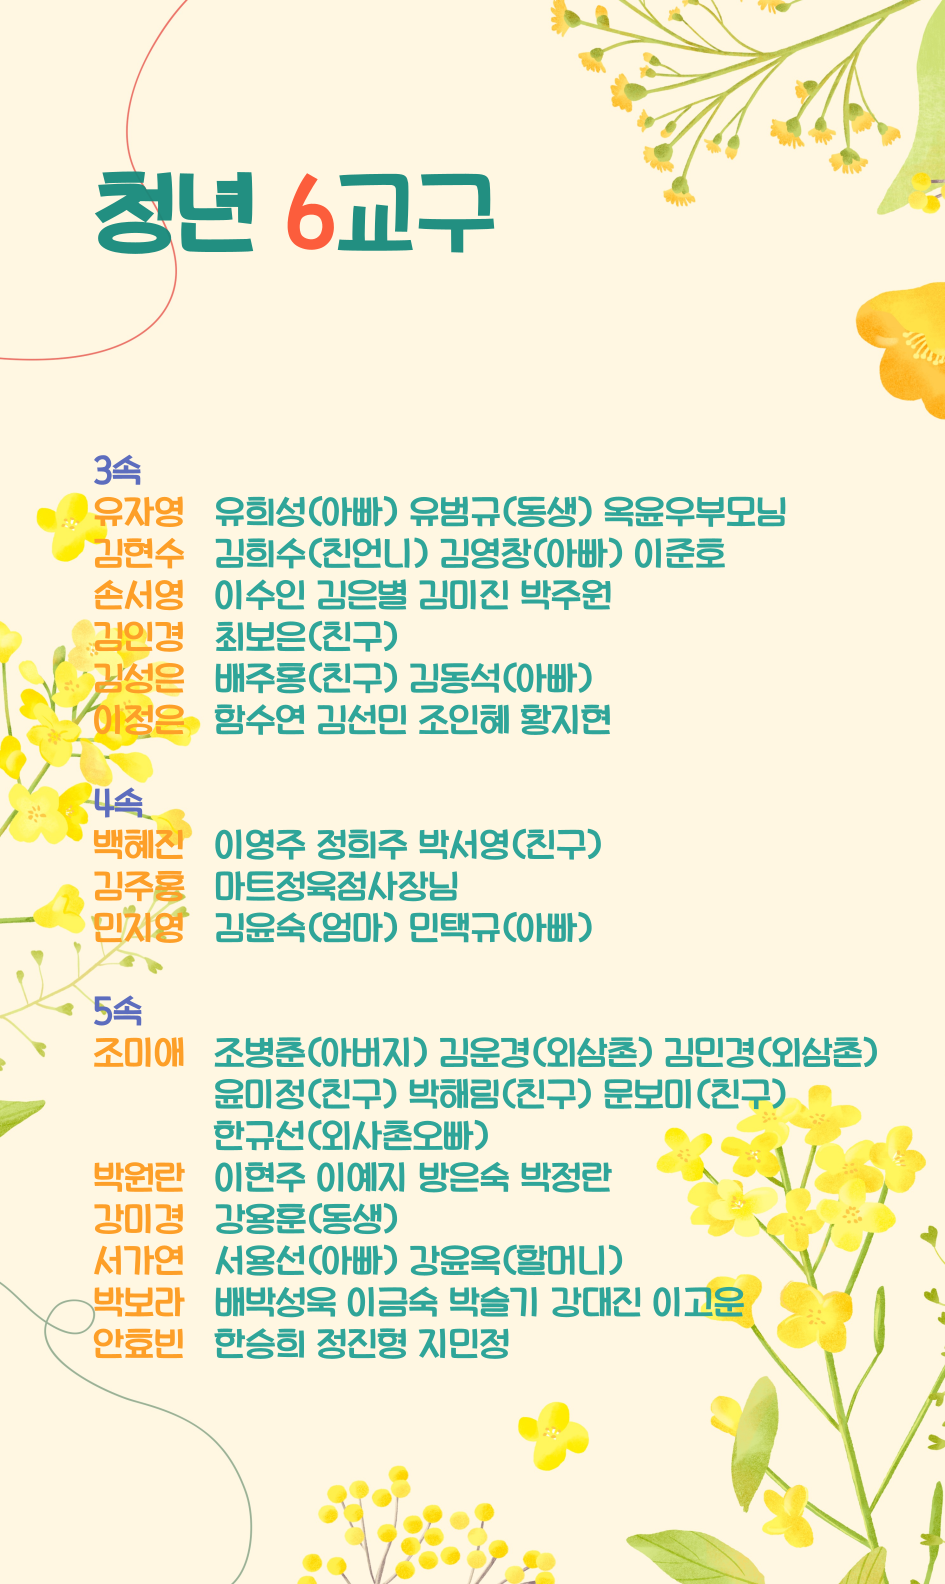 청년 6교구
3속
유자영 유희성(아빠) 유범규(동생) 옥윤우부모님
김현수 김희수(친언니) 김영창(아빠) 이준호
손서영 이수인 김은별 김미진 박주원
김인경 최보은(친구)
김성은 배주홍(친구) 김동석(아빠)
이정은 함수연 김선민 조인혜 황지현
4속
백혜진 이영주 정희주 박서영(친구)
김주홍 마트정육점사장님
민지영 김윤숙(엄마) 민택규(아빠)
5속
조미애 조병춘(아버지) 김운경(외삼촌) 김민경(외삼촌)
윤미정(친구) 박해림(친구) 문보미(친구)
한규선(외사촌오빠)
박원란 이현주 이예지 방은숙 박정란
강미경 강용훈(동생)
서가연 서용선(아빠) 강윤옥(할머니)
박보라 배박성욱 이금숙 박슬기 강대진 이고운
안효빈 한승희 정진형 지민정